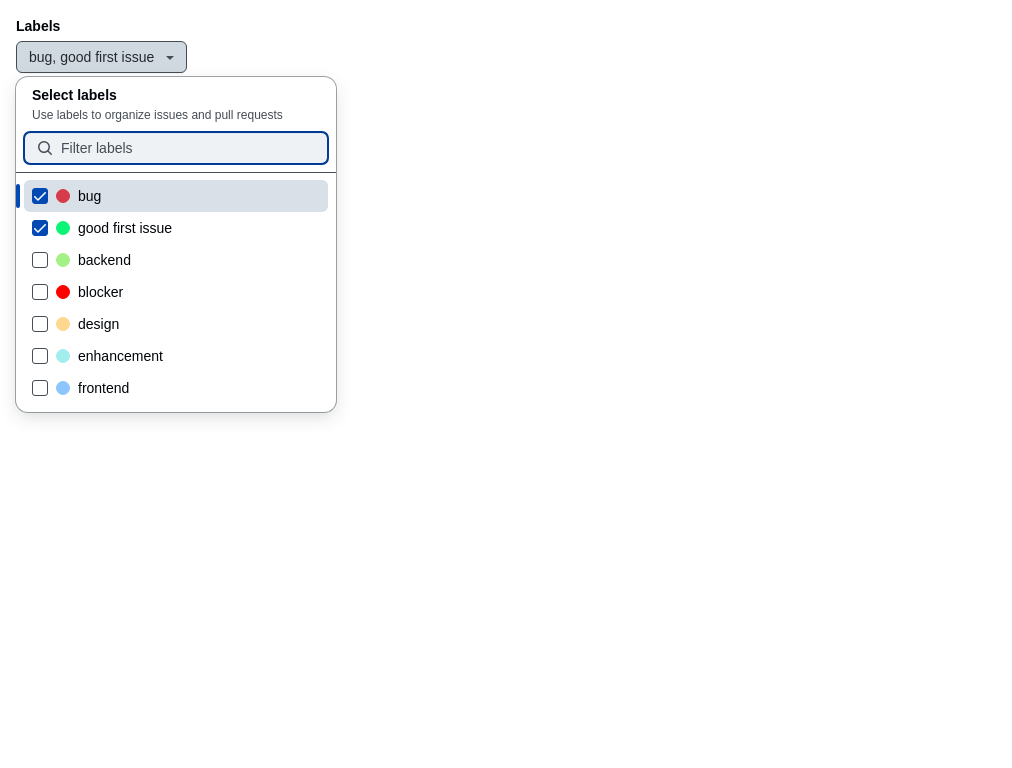 Labels
bug, good first issue
Select labels
Use labels to organize issues and pull requests
Filter labels
bug
good first issue
backend
blocker
design
enhancement
frontend